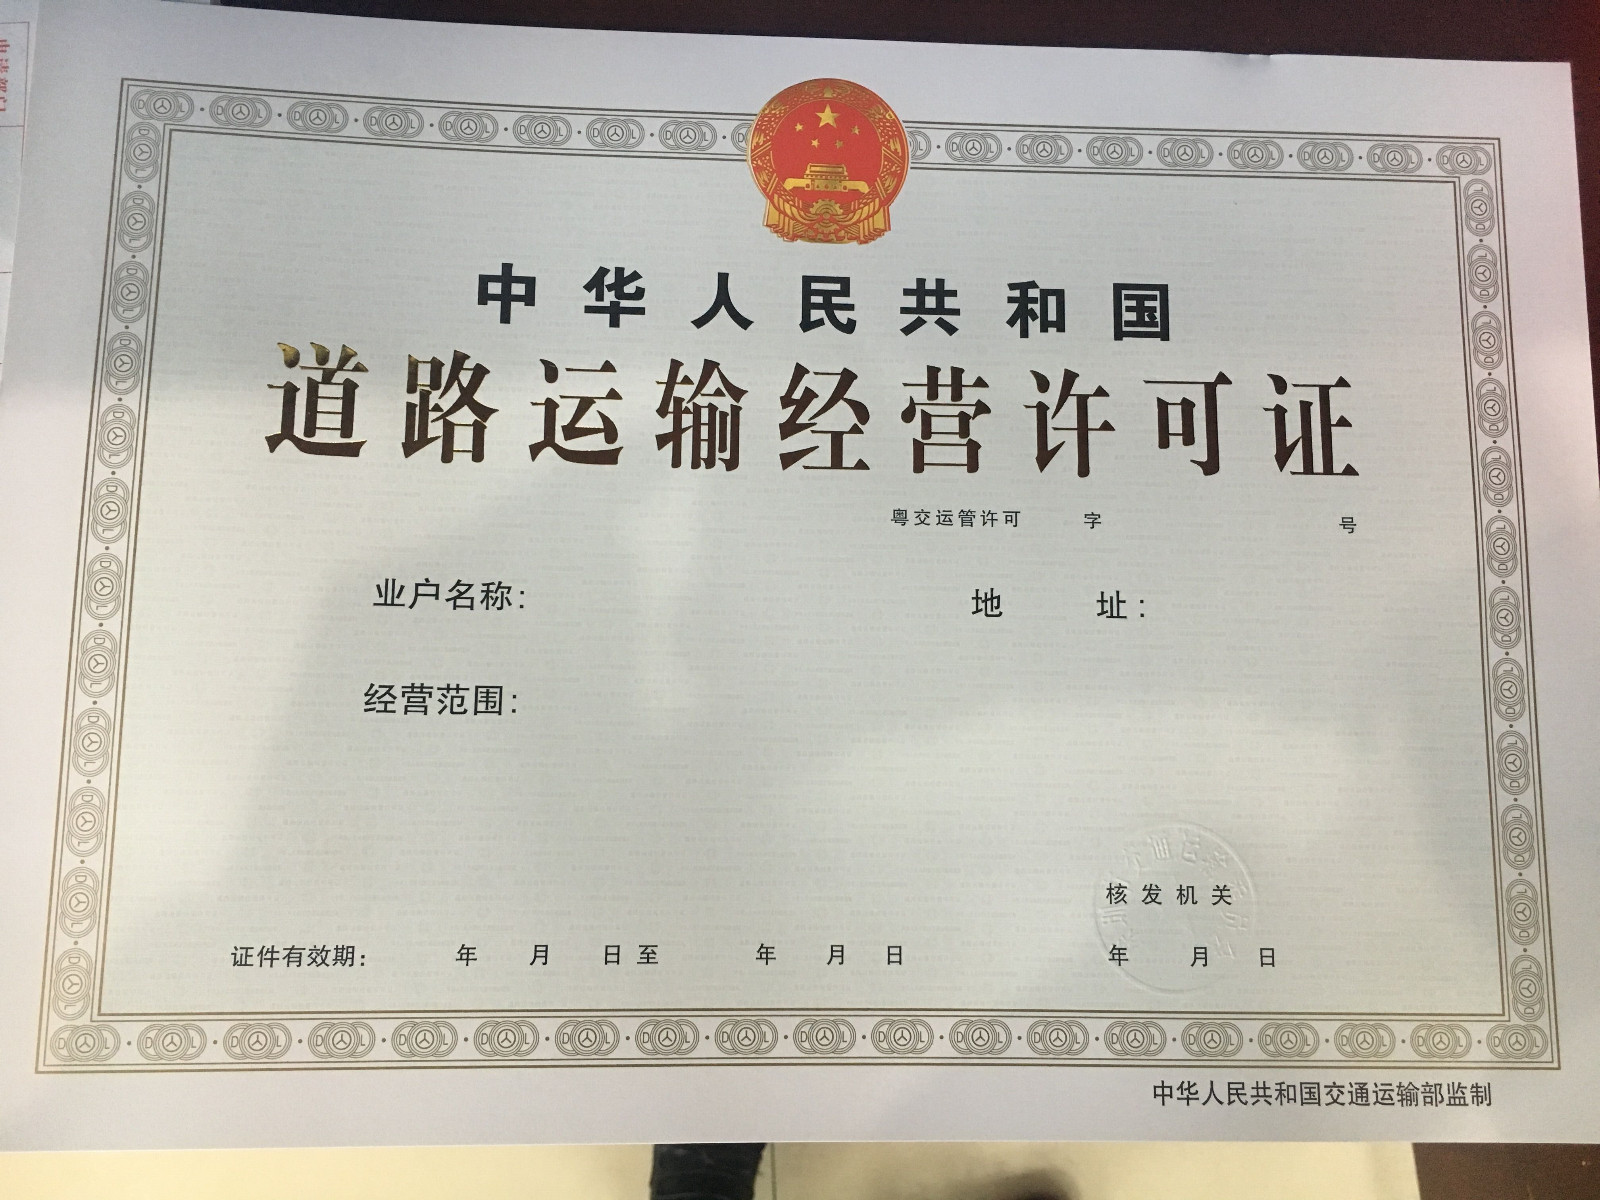 中华人民共和国
道路运输经营许可证
粤交运管许可 字 号
业户名称: 地 址:
经营范围:
核发机关
证件有效期: 年 月 日 至 年 月 日 年 月 日
中华人民共和国交通运输部监制